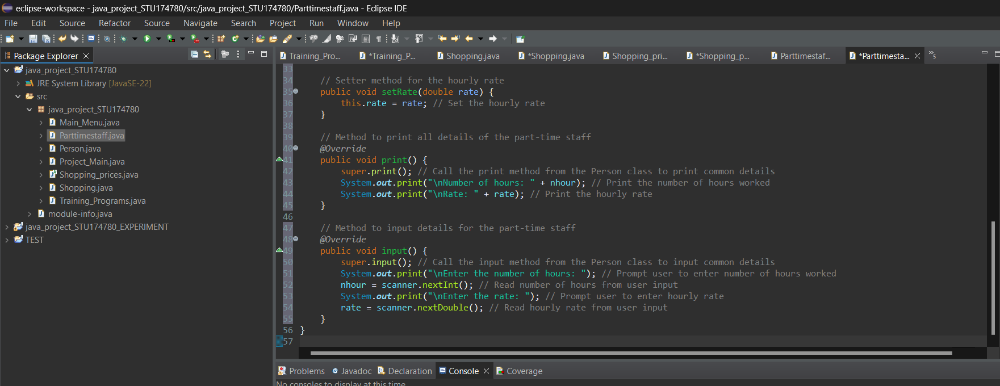 eclipse-workspace - java_project_STU174780/src/java_project_STU174780/Parttimestaff.java - Eclipse IDE
File Edit Source Refactor Source Navigate Search Project Run Window Help
Package Explorer
java_project_STU174780
JRE System Library [JavaSE-22]
src
java_project_STU174780
Main_Menu.java
Parttimestaff.java
Person.java
Project_Main.java
Shopping_prices.java
Shopping.java
Training_Programs.java
module-info.java
java_project_STU174780_EXPERIMENT
TEST
Training_Pro... *Training_P... Shopping.java *Shopping.java Shopping_pri... *Shopping_p... Parttimestaf... *Parttimesta... »5
33
34 // Setter method for the hourly rate
35 public void setRate(double rate) {
36 this.rate = rate; // Set the hourly rate
37 }
38
39 // Method to print all details of the part-time staff
40 @Override
41 public void print() {
42 super.print(); // Call the print method from the Person class to print common details
43 System.out.print("\nNumber of hours: " + nhour); // Print the number of hours worked
44 System.out.print("\nRate: " + rate); // Print the hourly rate
45 }
46
47 // Method to input details for the part-time staff
48 @Override
49 public void input() {
50 super.input(); // Call the input method from the Person class to input common details
51 System.out.print("\nEnter the number of hours: "); // Prompt user to enter number of hours worked
52 nhour = scanner.nextInt(); // Read number of hours from user input
53 System.out.print("\nEnter the rate: "); // Prompt user to enter hourly rate
54 rate = scanner.nextDouble(); // Read hourly rate from user input
55 }
56 }
57
Problems Javadoc Declaration Console Coverage
No consoles to display at this time.